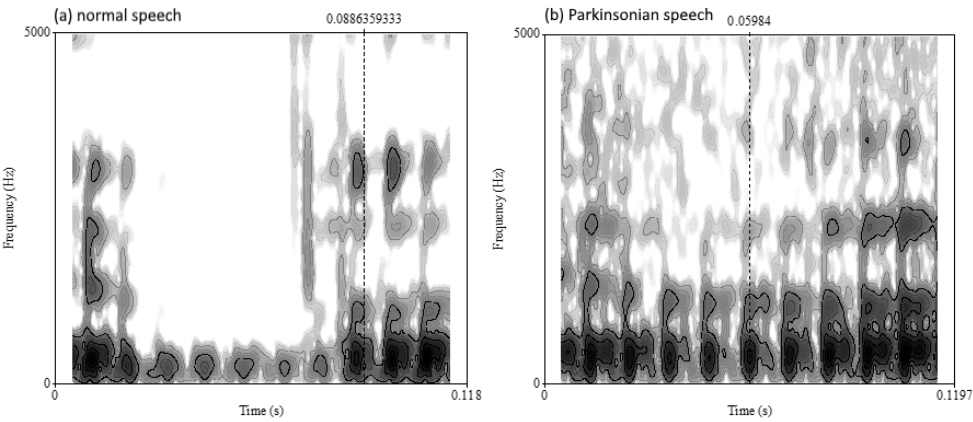 (a) normal speech
0.0886359333
5000
Frequency (Hz)
0
0
Time (s)
0.118
(b) Parkinsonian speech
0.05984
5000
Frequency (Hz)
0
0
Time (s)
0.1197